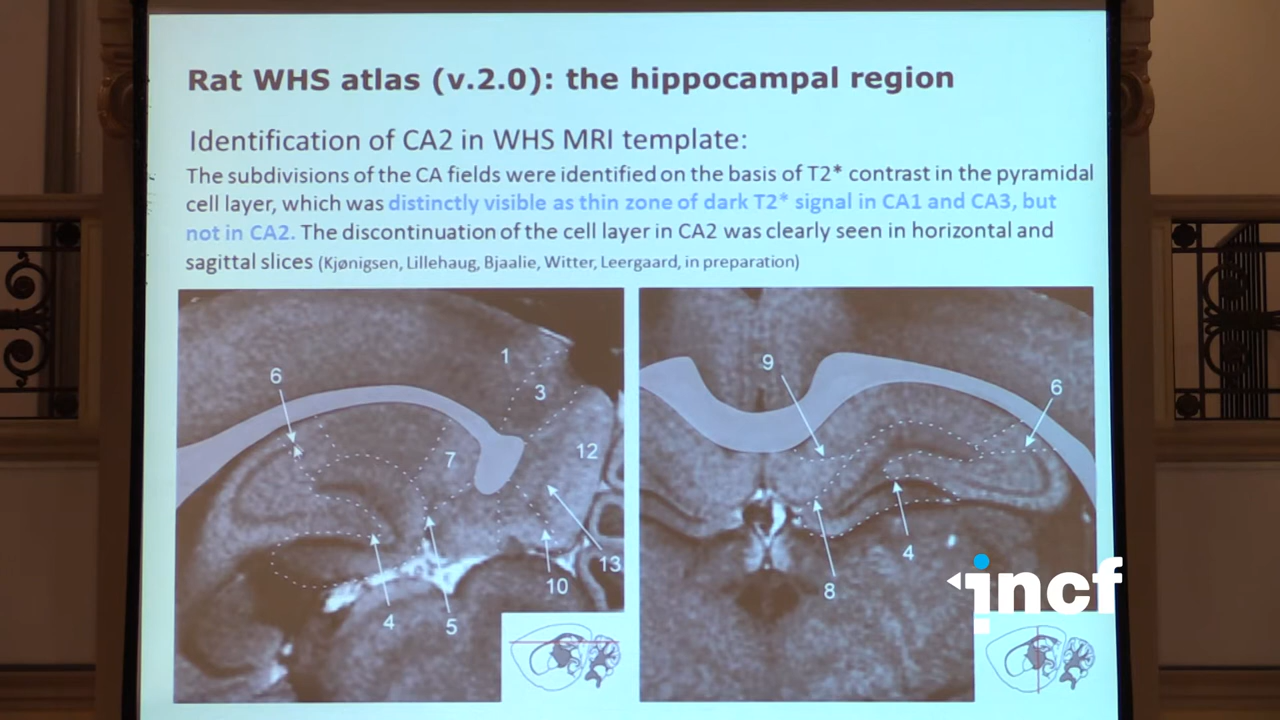 Rat WHS atlas (v.2.0): the hippocampal region
Identification of CA2 in WHS MRI template:
The subdivisions of the CA fields were identified on the basis of T2* contrast in the pyramidal
cell layer, which was distinctly visible as thin zone of dark T2* signal in CA1 and CA3, but
not in CA2. The discontinuation of the cell layer in CA2 was clearly seen in horizontal and
sagittal slices (Kjønigsen, Lillehaug, Bjaalie, Witter, Leergaard, in preparation)
1
6
3
7
12
13
10
4
5
9
6
4
8
incf